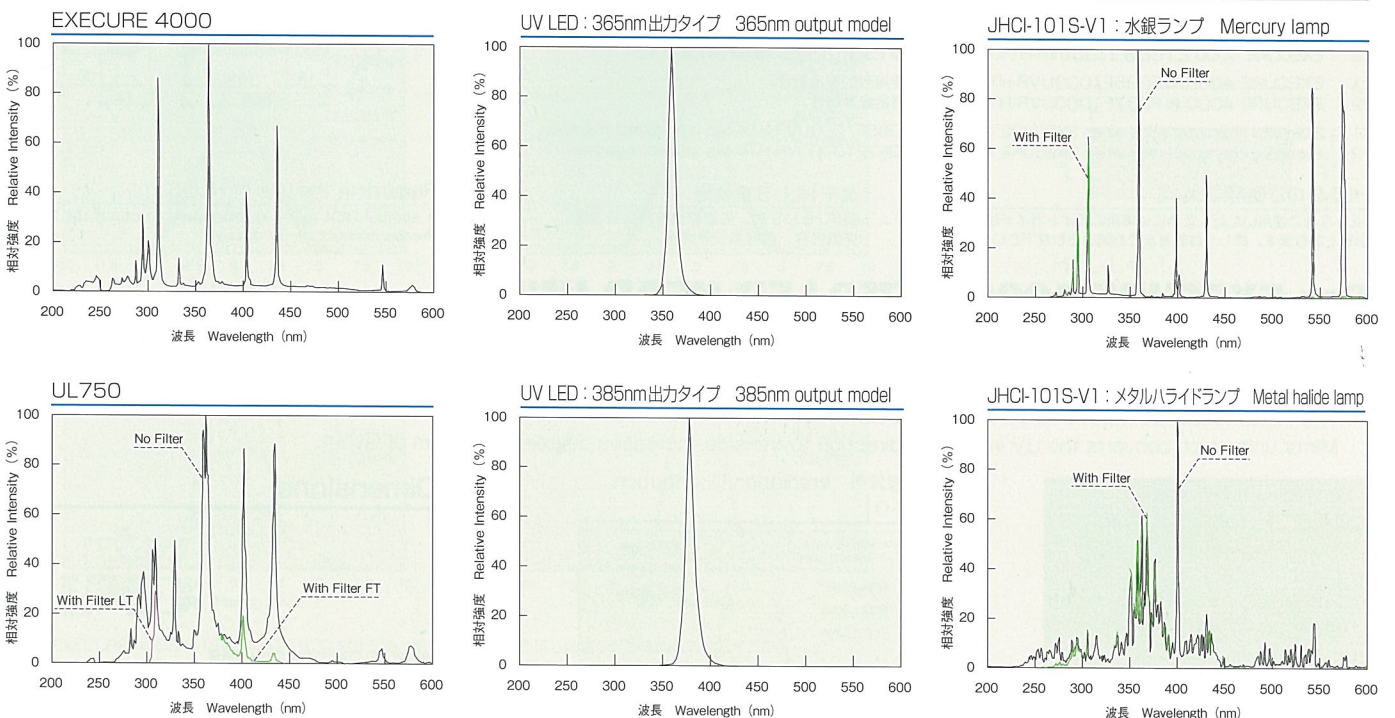 EXECURE 4000
相対強度 Relative Intensity (%)
100
80
60
40
20
0
200 250 300 350 400 450 500 550 600
波長 Wavelength (nm)
UV LED：365nm出力タイプ 365nm output model
相対強度 Relative Intensity (%)
100
80
60
40
20
0
200 250 300 350 400 450 500 550 600
波長 Wavelength (nm)
JHCI-101S-V1：水銀ランプ Mercury lamp
相対強度 Relative Intensity (%)
100
80
60
40
20
0
No Filter
With Filter
200 250 300 350 400 450 500 550 600
波長 Wavelength (nm)
UL750
相対強度 Relative Intensity (%)
100
80
60
40
20
0
No Filter
With Filter LT
With Filter FT
200 250 300 350 400 450 500 550 600
波長 Wavelength (nm)
UV LED：385nm出力タイプ 385nm output model
相対強度 Relative Intensity (%)
100
80
60
40
20
0
200 250 300 350 400 450 500 550 600
波長 Wavelength (nm)
JHCI-101S-V1：メタルハライドランプ Metal halide lamp
相対強度 Relative Intensity (%)
100
80
60
40
20
0
No Filter
With Filter
200 250 300 350 400 450 500 550 600
波長 Wavelength (nm)